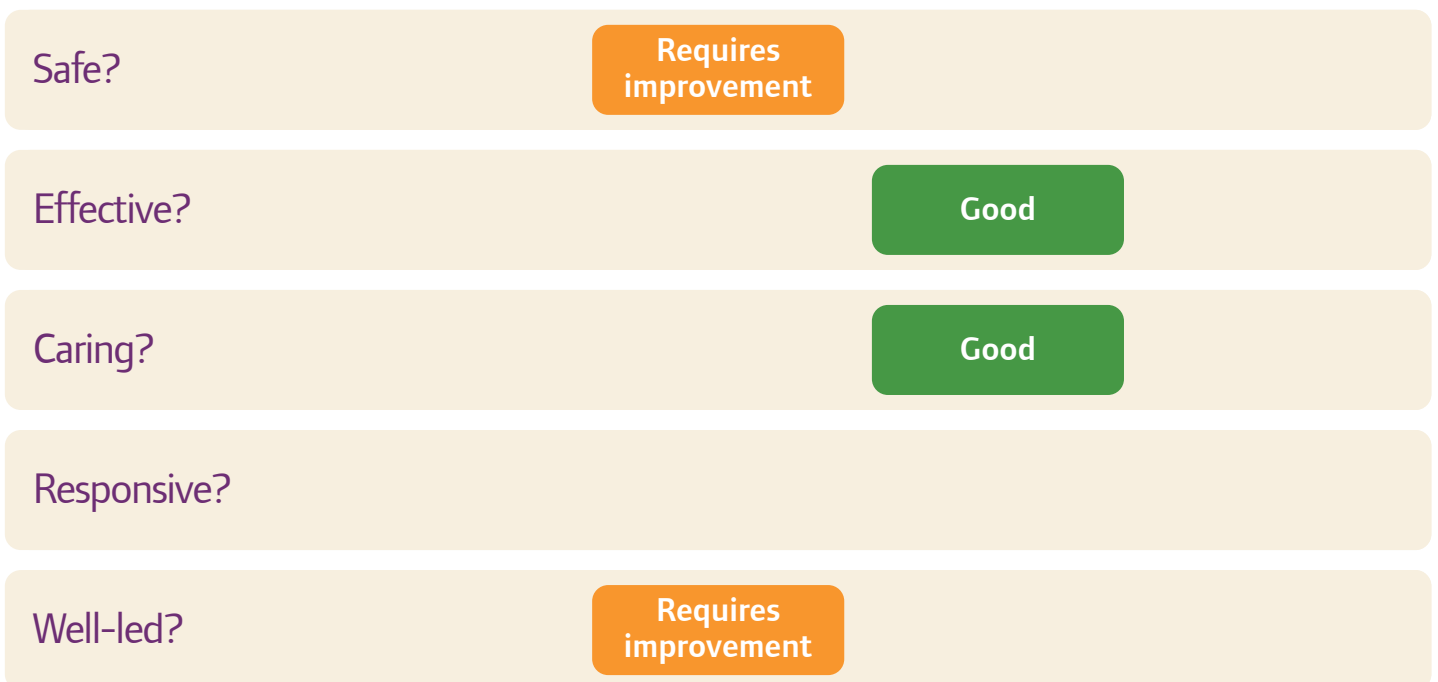 Safe?
Requires
improvement
Effective?
Good
Caring?
Good
Responsive?
Well-led?
Requires
improvement